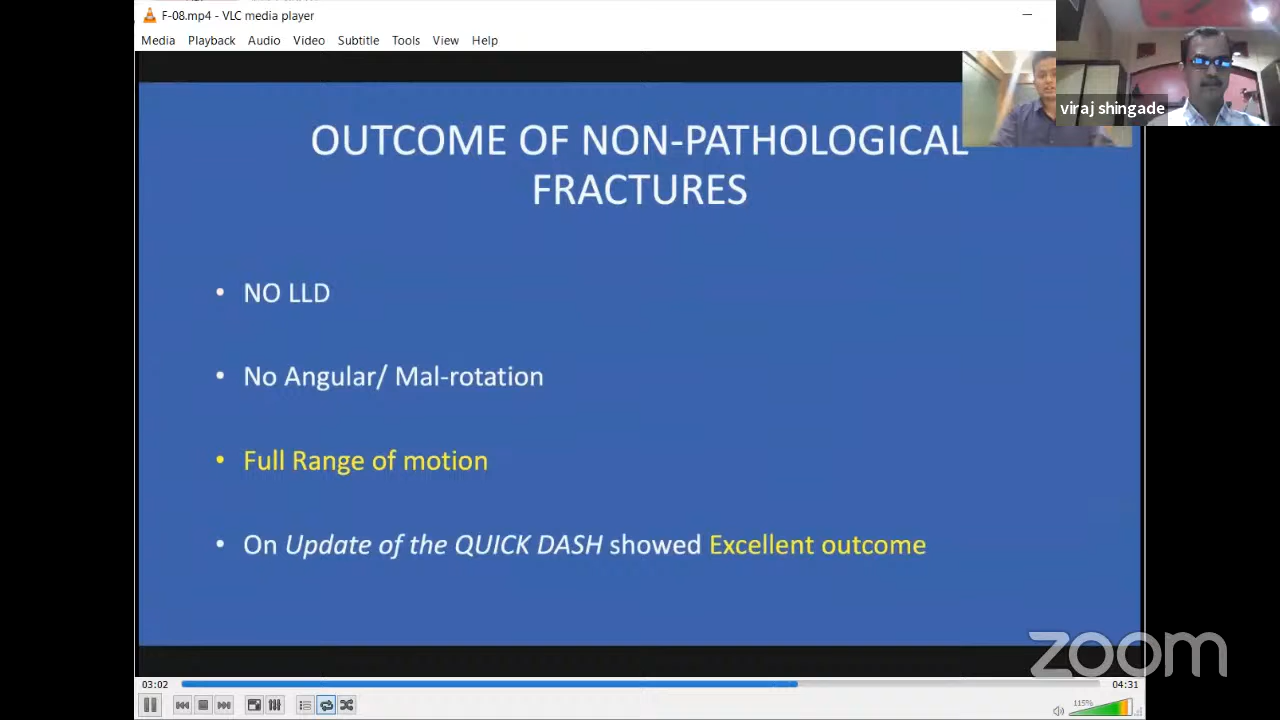 F-08.mp4 - VLC media player
Media Playback Audio Video Subtitle Tools View Help
viraj shingade
OUTCOME OF NON-PATHOLOGICAL
FRACTURES
• NO LLD
• No Angular/ Mal-rotation
• Full Range of motion
• On Update of the QUICK DASH showed Excellent outcome
zoom
03:02
04:31
115%